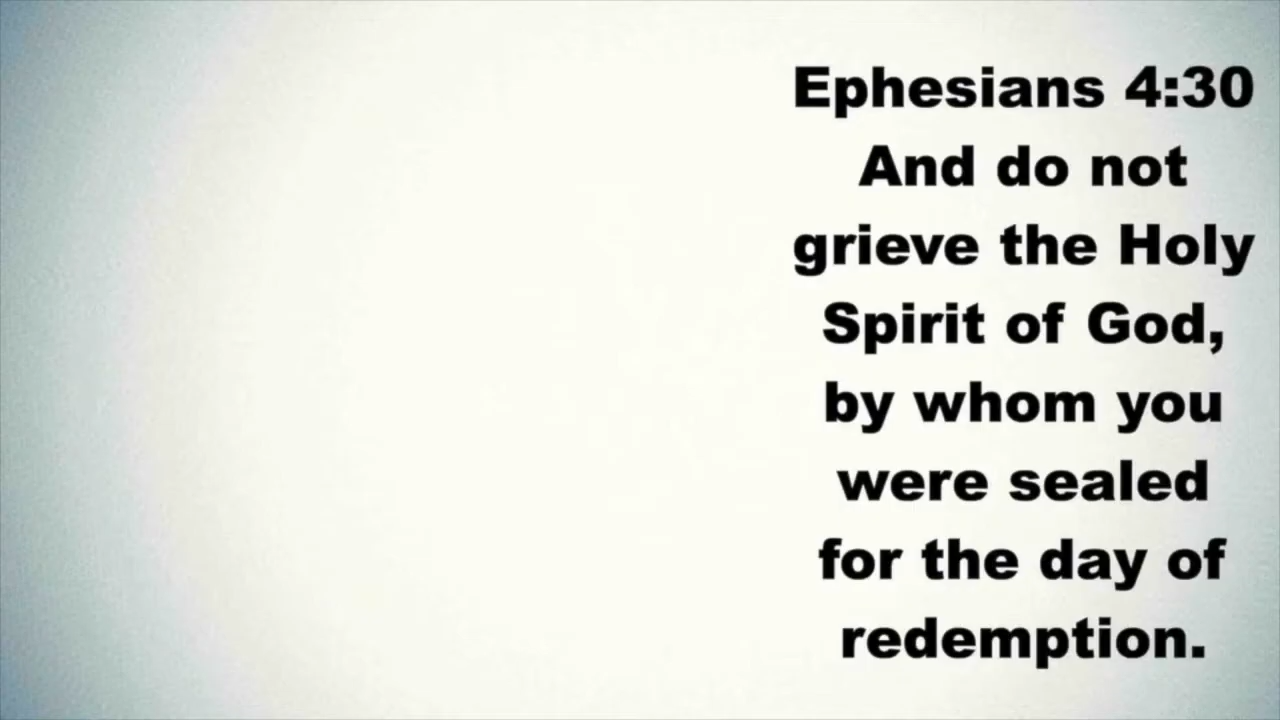 Ephesians 4:30
And do not
grieve the Holy
Spirit of God,
by whom you
were sealed
for the day of
redemption.